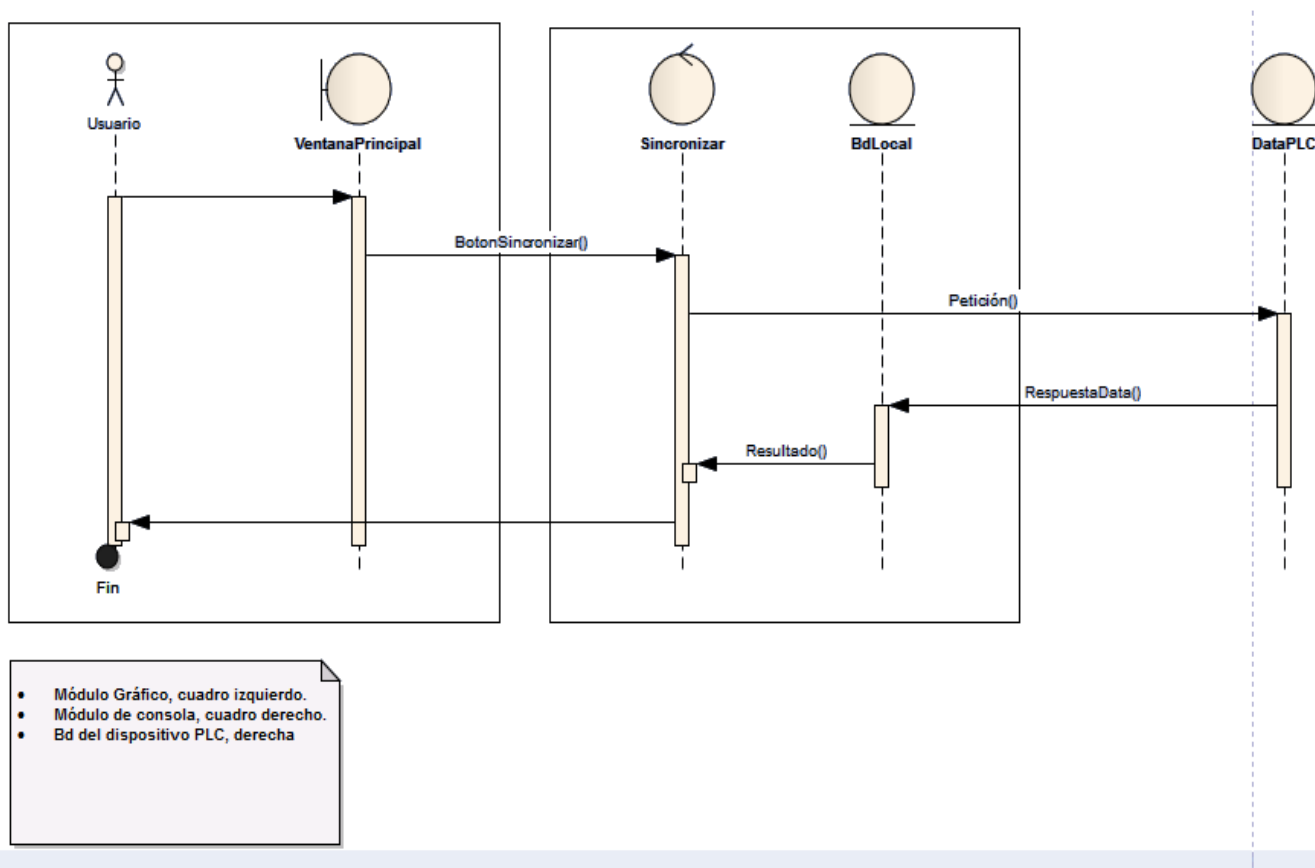 Usuario
VentanaPrincipal
Sincronizar
BdLocal
DataPLC
BotonSincronizar()
Petición()
RespuestaData()
Resultado()
Fin
• Módulo Gráfico, cuadro izquierdo.
• Módulo de consola, cuadro derecho.
• Bd del dispositivo PLC, derecha